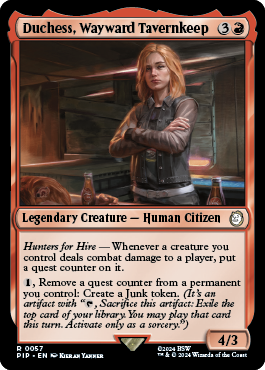 Duchess, Wayward Tavernkeep 3
Legendary Creature — Human Citizen
Hunters for Hire — Whenever a creature you
control deals combat damage to a player, put
a quest counter on it.
1, Remove a quest counter from a permanent
you control: Create a Junk token. (It's an
artifact with "T, Sacrifice this artifact: Exile the
top card of your library. You may play that card
this turn. Activate only as a sorcery.")
4/3
R 0057
PIP • EN Kieran Yanner
©2024 BSW
™ & © 2024 Wizards of the Coast